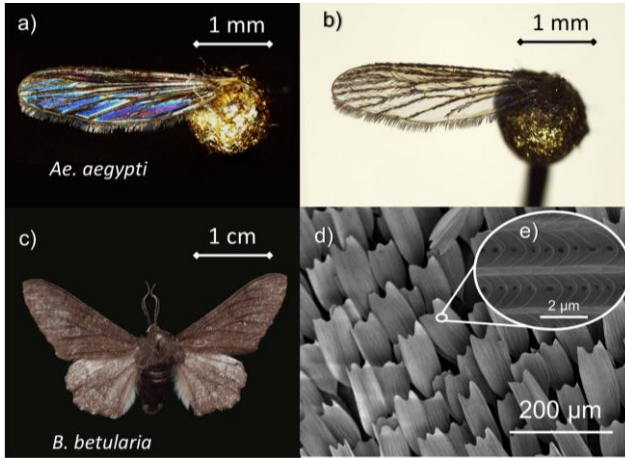 a)
1 mm
Ae. aegypti
b)
1 mm
c)
1 cm
B. betularia
d)
e)
2 µm
200 µm